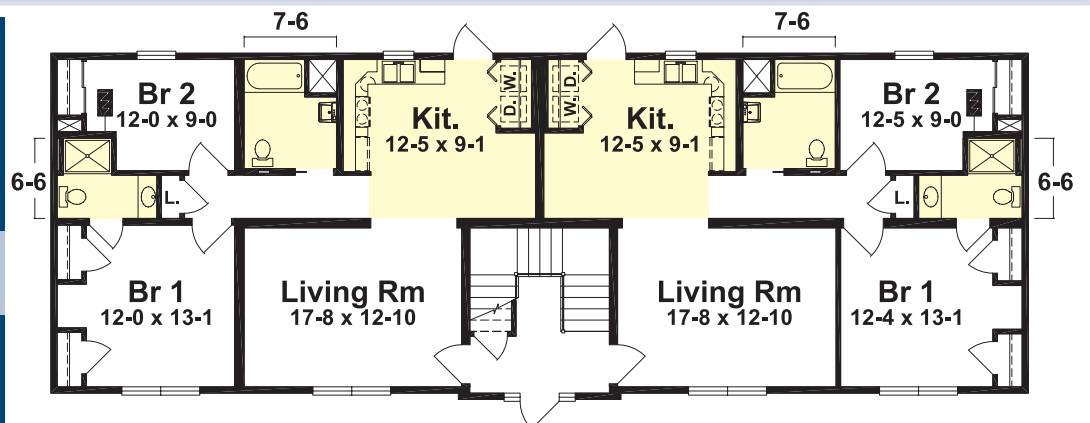 7-6
7-6
Br 2
12-0 x 9-0
Kit.
12-5 x 9-1
D. W.
W. D.
Kit.
12-5 x 9-1
Br 2
12-5 x 9-0
6-6
L.
L.
6-6
Br 1
12-0 x 13-1
Living Rm
17-8 x 12-10
Living Rm
17-8 x 12-10
Br 1
12-4 x 13-1